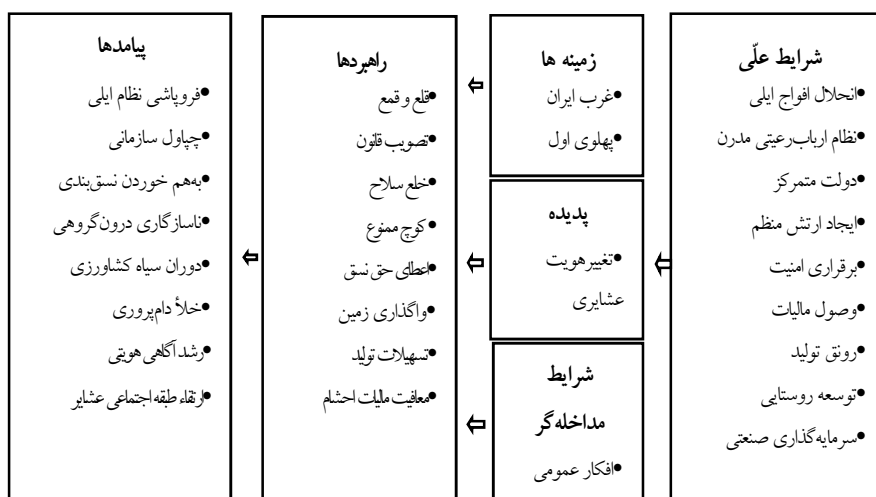 شرایط علّی
•انحلال افواج ایلی
•نظام ارباب‌رعیتی مدرن
•دولت متمرکز
•ایجاد ارتش منظم
•برقراری امنیت
•وصول مالیات
•رونق تولید
•توسعه روستایی
•سرمایه‌گذاری صنعتی
زمینه ها
•غرب ایران
•پهلوی اول
پدیده
•تغییرهویت
عشایری
شرایط
مداخله‌گر
•افکار عمومی
راهبردها
•قلع و قمع
•تصویب قانون
•خلع سلاح
•کوچ ممنوع
•اعطای حق نسق
•واگذاری زمین
•تسهیلات تولید
•معافیت مالیات احشام
پیامدها
•فروپاشی نظام ایلی
•چپاول سازمانی
•به‌هم خوردن نسق‌بندی
•ناسازگاری درون‌گروهی
•دوران سیاه کشاورزی
•خلأ دام‌پروری
•رشد آگاهی هویتی
•ارتقاء طبقه اجتماعی عشایر